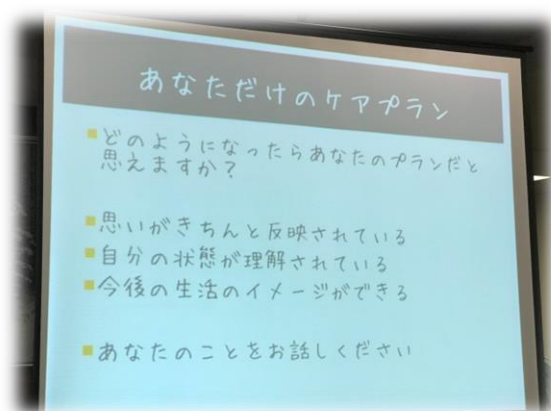 あなただけのケアプラン
■どのようになったらあなたのプランだと
思えますか？
■思いがきちんと反映されている
■自分の状態が理解されている
■今後の生活のイメージができる
■あなたのことをお話しください